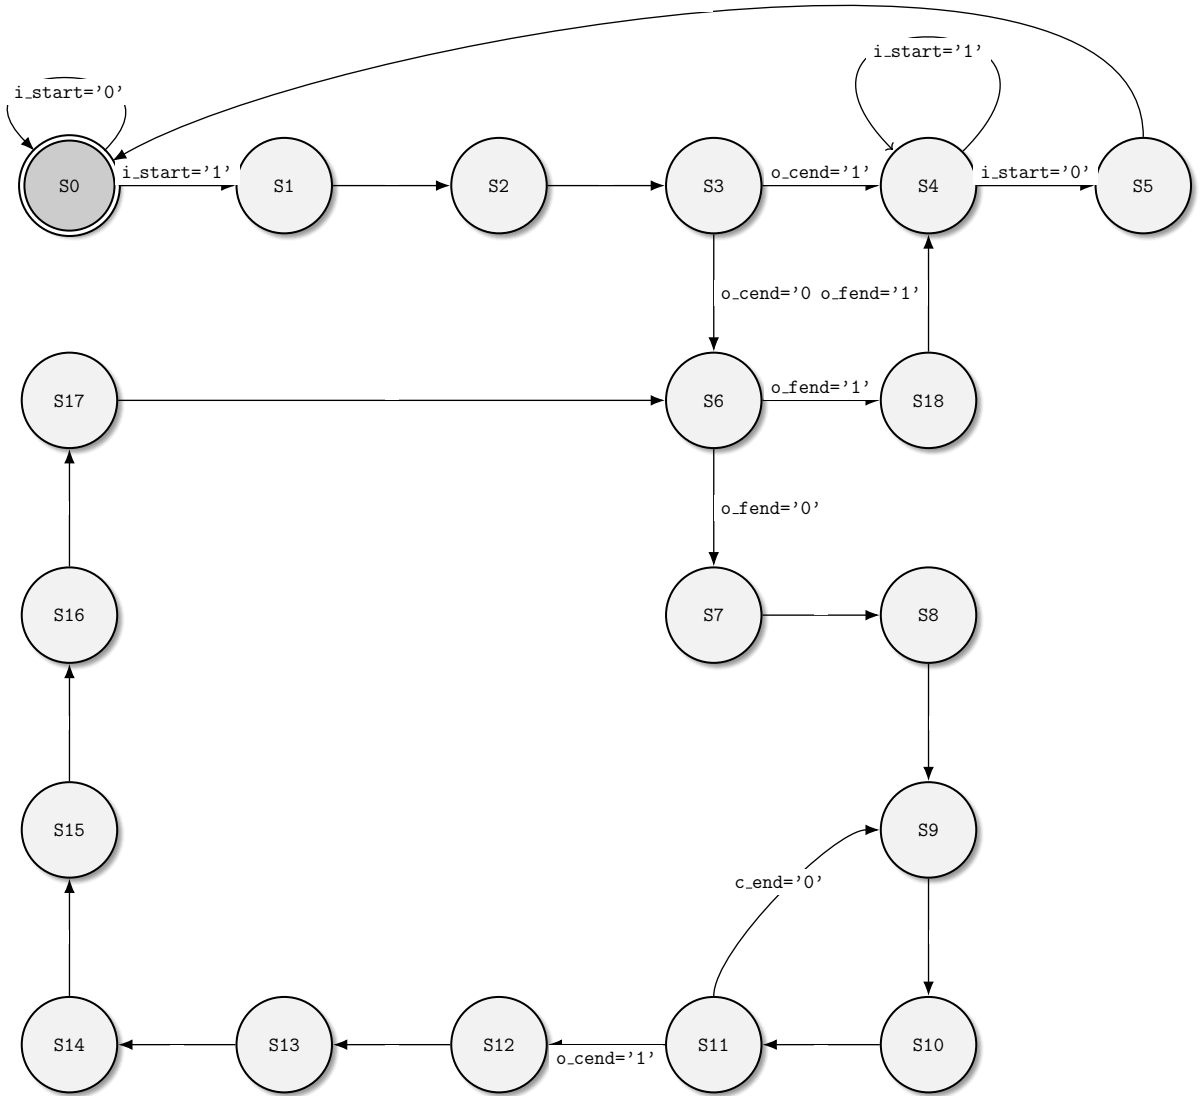 i_start='1'
i_start='0'
S0
i_start='1'
S1
S2
S3
o_cend='1'
S4
i_start='0'
S5
o_cend='0
o_fend='1'
S17
S6
o_fend='1'
S18
o_fend='0'
S16
S7
S8
S15
S9
c_end='0'
S14
S13
S12
o_cend='1'
S11
S10